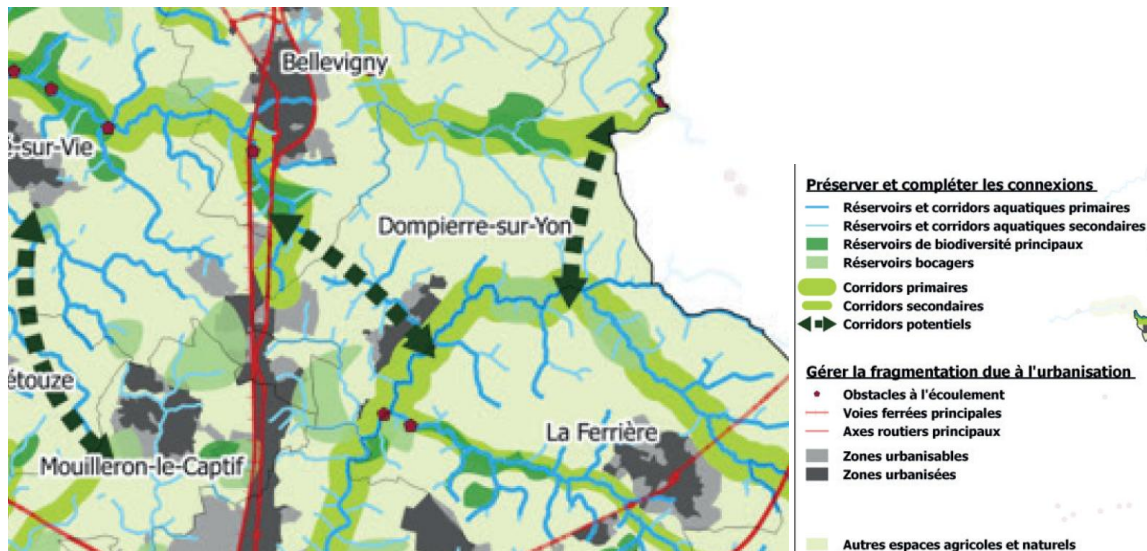 Bellevigny
é-sur-Vie
Dompierre-sur-Yon
étouze
La Ferrière
Mouilleron-le-Captif
Préserver et compléter les connexions
Réservoirs et corridors aquatiques primaires
Réservoirs et corridors aquatiques secondaires
Réservoirs de biodiversité principaux
Réservoirs bocagers
Corridors primaires
Corridors secondaires
Corridors potentiels
Gérer la fragmentation due à l'urbanisation
Obstacles à l'écoulement
Voies ferrées principales
Axes routiers principaux
Zones urbanisables
Zones urbanisées
Autres espaces agricoles et naturels